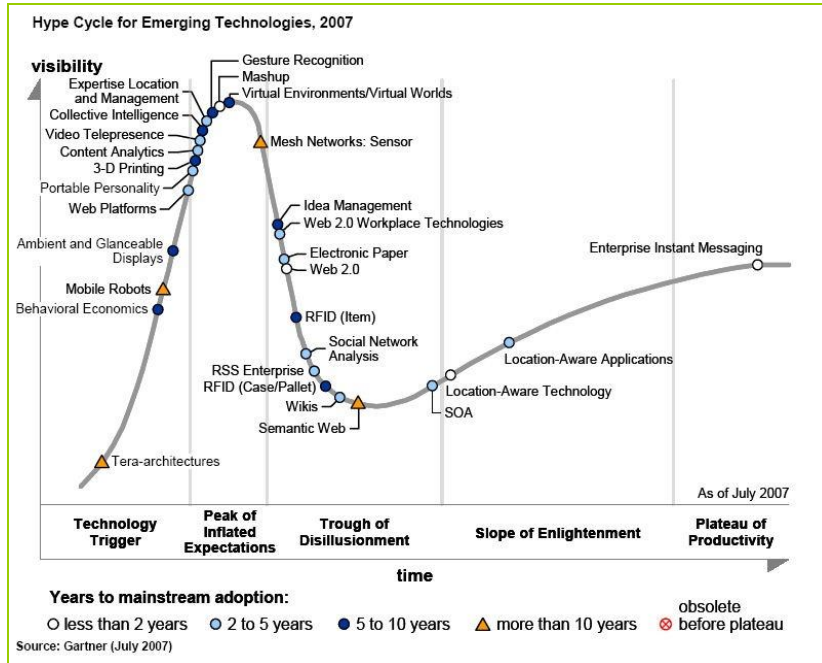 Hype Cycle for Emerging Technologies, 2007
visibility
Gesture Recognition
Mashup
Virtual Environments/Virtual Worlds
Expertise Location
and Management
Collective Intelligence
Video Telepresence
Content Analytics
3-D Printing
Portable Personality
Web Platforms
Ambient and Glanceable
Displays
Mobile Robots
Behavioral Economics
Tera-architectures
Mesh Networks: Sensor
Idea Management
Web 2.0 Workplace Technologies
Electronic Paper
Web 2.0
RFID (Item)
Social Network
Analysis
RSS Enterprise
RFID (Case/Pallet)
Wikis
Semantic Web
SOA
Location-Aware Technology
Location-Aware Applications
Enterprise Instant Messaging
As of July 2007
Technology
Trigger
Peak of
Inflated
Expectations
Trough of
Disillusionment
Slope of Enlightenment
Plateau of
Productivity
time
Years to mainstream adoption:
less than 2 years
2 to 5 years
5 to 10 years
more than 10 years
obsolete
before plateau
Source: Gartner (July 2007)